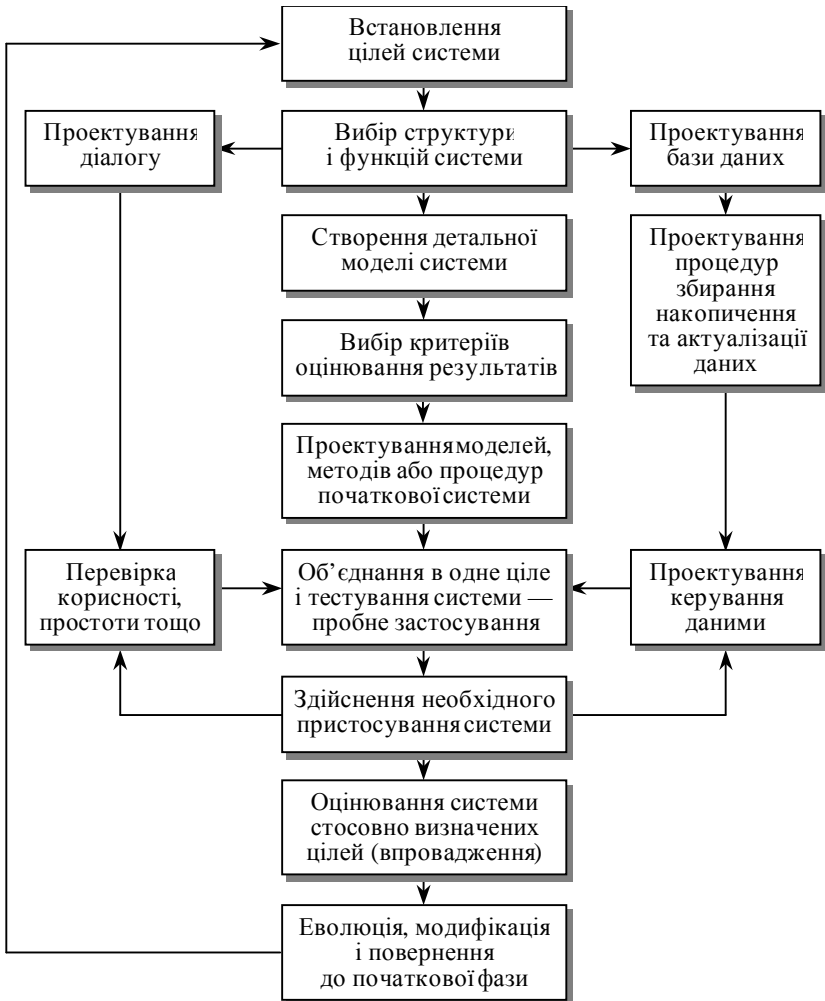 Встановлення
цілей системи
Проектування
діалогу
Вибір структури
і функцій системи
Проектування
бази даних
Створення детальної
моделі системи
Проектування
процедур
збирання
накопичення
та актуалізації
даних
Вибір критеріїв
оцінювання результатів
Проектування моделей,
методів або процедур
початкової системи
Перевірка
корисності,
простоти тощо
Об’єднання в одне ціле
і тестування системи —
пробне застосування
Проектування
керування
даними
Здійснення необхідного
пристосування системи
Оцінювання системи
стосовно визначених
цілей (впровадження)
Еволюція, модифікація
і повернення
до початкової фази